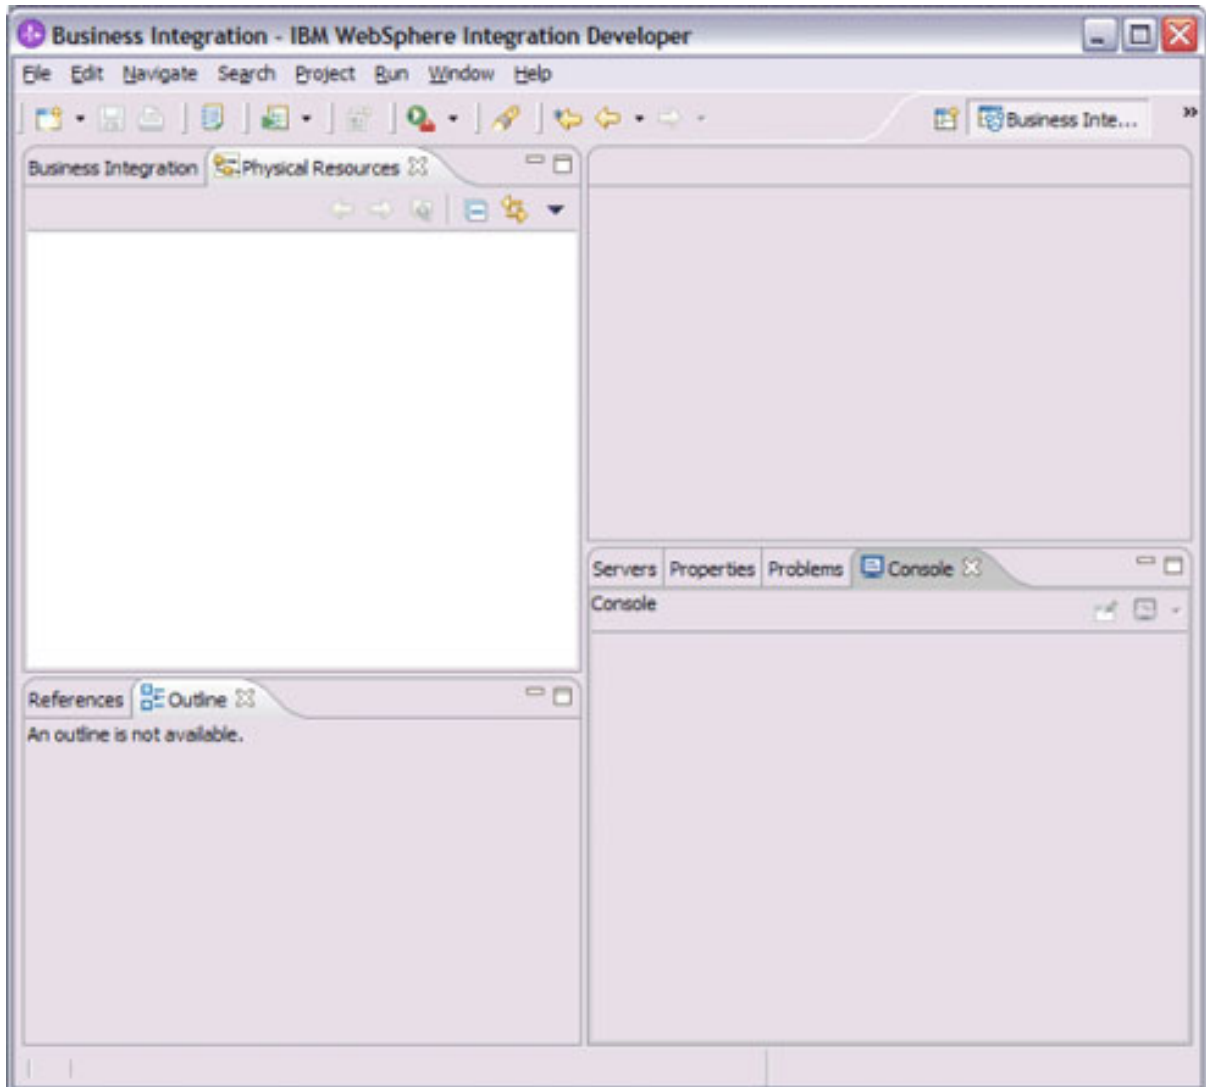 Business Integration - IBM WebSphere Integration Developer
File Edit Navigate Search Project Run Window Help
Business Inte...
Business Integration Physical Resources
Servers Properties Problems Console
Console
References Outline
An outline is not available.